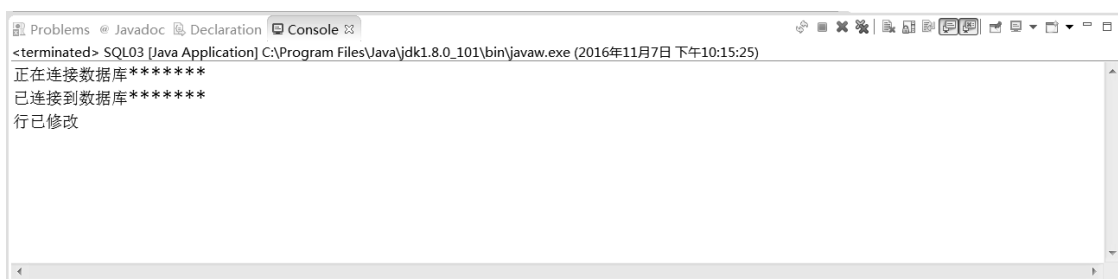 Problems @ Javadoc Declaration Console
<terminated> SQL03 [Java Application] C:\Program Files\Java\jdk1.8.0_101\bin\javaw.exe (2016年11月7日 下午10:15:25)
正在连接数据库*******
已连接到数据库*******
行已修改